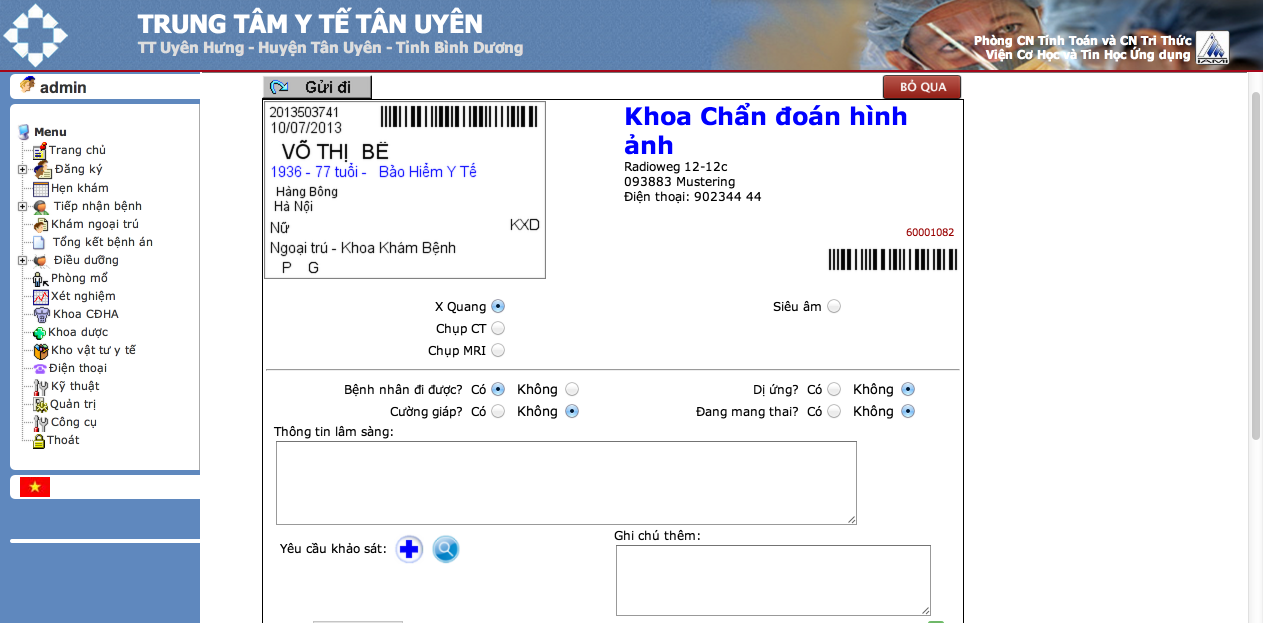 TRUNG TÂM Y TẾ TÂN UYÊN
TT Uyên Hưng - Huyện Tân Uyên - Tỉnh Bình Dương
Phòng CN Tính Toán và CN Tri Thức
Viện Cơ Học và Tin Học Ứng dụng
IAMI
admin
Menu
Trang chủ
Đăng ký
Hẹn khám
Tiếp nhận bệnh
Khám ngoại trú
Tổng kết bệnh án
Điều dưỡng
Phòng mổ
Xét nghiệm
Khoa CĐHA
Khoa dược
Kho vật tư y tế
Điện thoại
Kỹ thuật
Quản trị
Công cụ
Thoát
Gửi đi
BỎ QUA
2013503741
10/07/2013
VÕ THỊ BÊ
1936 - 77 tuổi - Bảo Hiểm Y Tế
Hàng Bông
Hà Nội
Nữ
KXD
Ngoại trú - Khoa Khám Bệnh
P G
Khoa Chẩn đoán hình
ảnh
Radioweg 12-12c
093883 Mustering
Điện thoại: 902344 44
60001082
X Quang
Siêu âm
Chụp CT
Chụp MRI
Bệnh nhân đi được? Có Không
Dị ứng? Có Không
Cường giáp? Có Không
Đang mang thai? Có Không
Thông tin lâm sàng:
Yêu cầu khảo sát:
Ghi chú thêm: